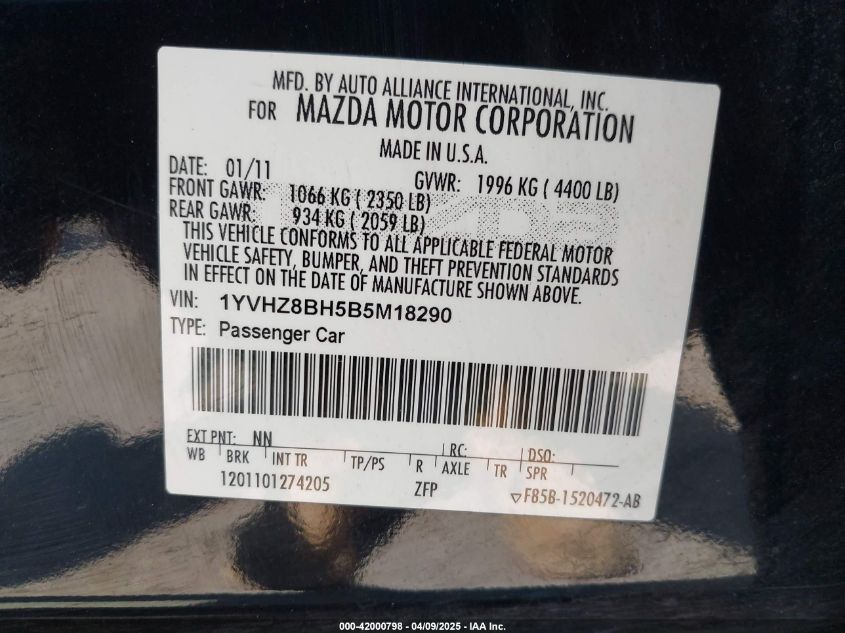 MFD. BY AUTO ALLIANCE INTERNATIONAL, INC.
FOR MAZDA MOTOR CORPORATION
MADE IN U.S.A.
DATE: 01/11 GVWR: 1996 KG ( 4400 LB)
FRONT GAWR: 1066 KG ( 2350 LB)
REAR GAWR: 934 KG ( 2059 LB)
THIS VEHICLE CONFORMS TO ALL APPLICABLE FEDERAL MOTOR
VEHICLE SAFETY, BUMPER, AND THEFT PREVENTION STANDARDS
IN EFFECT ON THE DATE OF MANUFACTURE SHOWN ABOVE.
VIN: 1YVHZ8BH5B5M18290
TYPE: Passenger Car
EXT PNT: NN RC: DSO:
WB BRK INT TR TP/PS R AXLE TR SPR
1201101274205 ZFP ▽FB5B-1520472-AB
000-42000798 - 04/09/2025 - IAA Inc.